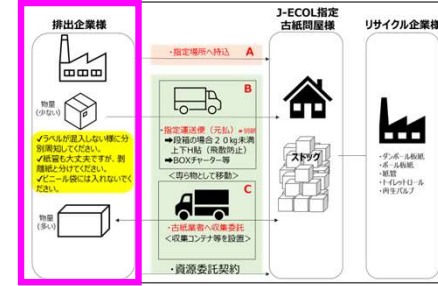 排出企業様
物量
(少ない)
✓ラベルが混入しない様に分
別周知してください。
✓紙管も大丈夫ですが、剥
離紙と分けてください。
✓ビニール袋には入れないでく
ださい。
物量
(多い)
・指定場所へ持込 A
B
・指定運送便(元払)
➡段箱の場合20kg未満
上下H貼(飛散防止)
➡BOXチャーター等
<専ら物として移動>
C
・古紙業者へ収集委託
<収集コンテナ等を設置>
・資源委託契約
J-ECOL指定
古紙問屋様
ストック
リサイクル企業様
・ダンボール板紙
・ボール板紙
・紙管
・トイレットロール
・再生パルプ